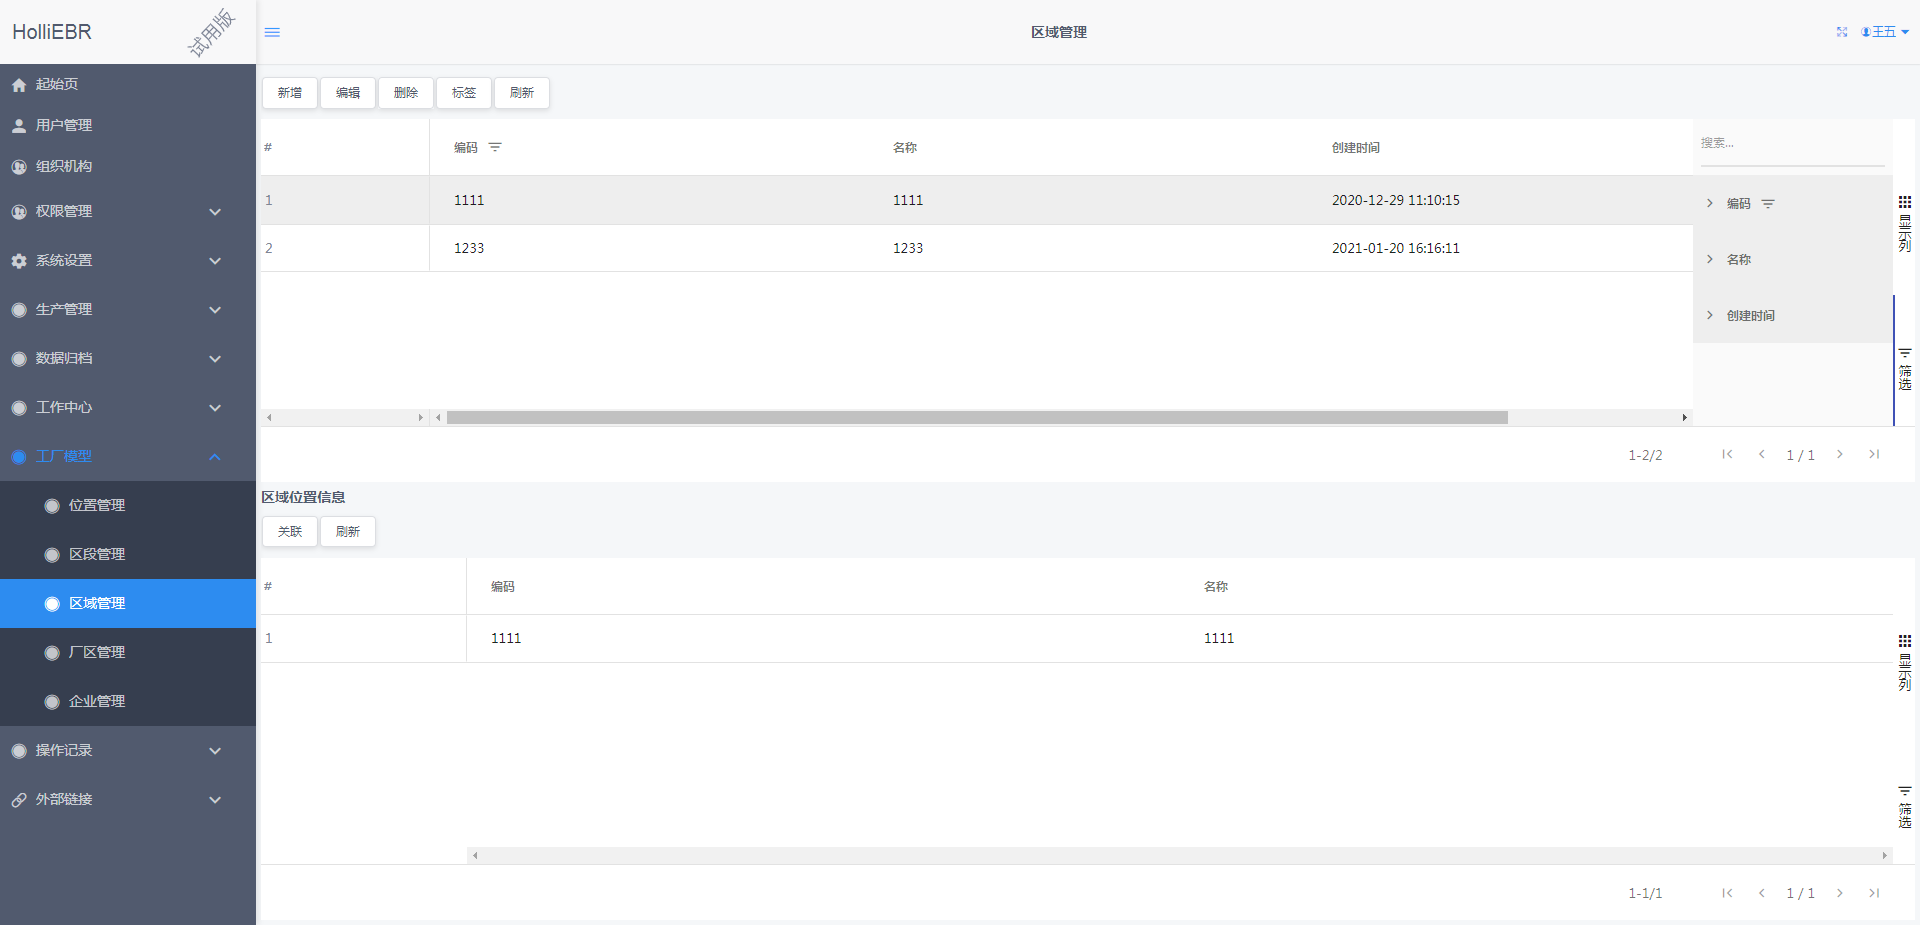 HolliEBR
试用版
区域管理
王五
起始页
用户管理
组织机构
权限管理
系统设置
生产管理
数据归档
工作中心
工厂模型
位置管理
区段管理
区域管理
厂区管理
企业管理
操作记录
外部链接
新增 编辑 删除 标签 刷新
# 编码 名称 创建时间
1 1111 1111 2020-12-29 11:10:15
2 1233 1233 2021-01-20 16:16:11
搜索...
编码
名称
创建时间
显示列
筛选
1-2/2 1 / 1
区域位置信息
关联 刷新
# 编码 名称
1 1111 1111
显示列
筛选
1-1/1 1 / 1